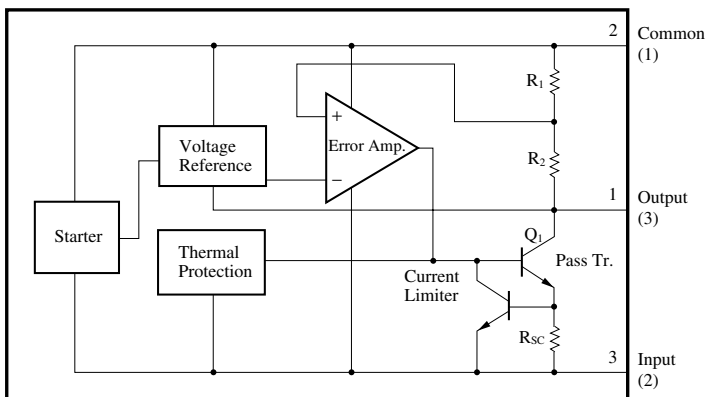 2 Common
(1)
R1
+
Error Amp.
−
Voltage
Reference
R2
1 Output
(3)
Starter
Thermal
Protection
Q1
Pass Tr.
Current
Limiter
RSC
3 Input
(2)